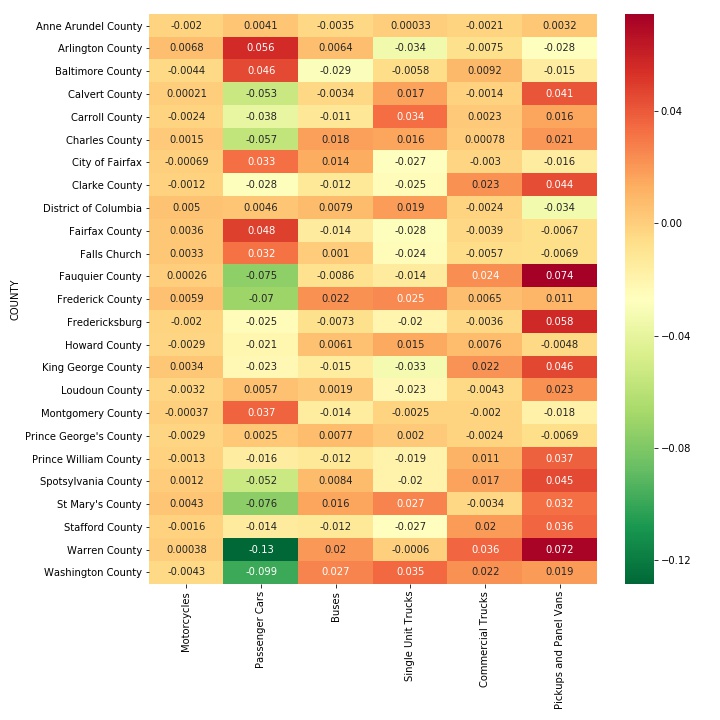 COUNTY
Anne Arundel County -0.002 0.0041 -0.0035 0.00033 -0.0021 0.0032
Arlington County 0.0068 0.056 0.0064 -0.034 -0.0075 -0.028
Baltimore County -0.0044 0.046 -0.029 -0.0058 0.0092 -0.015
Calvert County 0.00021 -0.053 -0.0034 0.017 -0.0014 0.041
Carroll County -0.0024 -0.038 -0.011 0.034 0.0023 0.016
Charles County 0.0015 -0.057 0.018 0.016 0.00078 0.021
City of Fairfax -0.00069 0.033 0.014 -0.027 -0.003 -0.016
Clarke County -0.0012 -0.028 -0.012 -0.025 0.023 0.044
District of Columbia 0.005 0.0046 0.0079 0.019 -0.0024 -0.034
Fairfax County 0.0036 0.048 -0.014 -0.028 -0.0039 -0.0067
Falls Church 0.0033 0.032 0.001 -0.024 -0.0057 -0.0069
Fauquier County 0.00026 -0.075 -0.0086 -0.014 0.024 0.074
Frederick County 0.0059 -0.07 0.022 0.025 0.0065 0.011
Fredericksburg -0.002 -0.025 -0.0073 -0.02 -0.0036 0.058
Howard County -0.0029 -0.021 0.0061 0.015 0.0076 -0.0048
King George County 0.0034 -0.023 -0.015 -0.033 0.022 0.046
Loudoun County -0.0032 0.0057 0.0019 -0.023 -0.0043 0.023
Montgomery County -0.00037 0.037 -0.014 -0.0025 -0.002 -0.018
Prince George's County -0.0029 0.0025 0.0077 0.002 -0.0024 -0.0069
Prince William County -0.0013 -0.016 -0.012 -0.019 0.011 0.037
Spotsylvania County 0.0012 -0.052 0.0084 -0.02 0.017 0.045
St Mary's County 0.0043 -0.076 0.016 0.027 -0.0034 0.032
Stafford County -0.0016 -0.014 -0.012 -0.027 0.02 0.036
Warren County 0.00038 -0.13 0.02 -0.0006 0.036 0.072
Washington County -0.0043 -0.099 0.027 0.035 0.022 0.019
Motorcycles
Passenger Cars
Buses
Single Unit Trucks
Commercial Trucks
Pickups and Panel Vans
0.04
0.00
−0.04
−0.08
−0.12